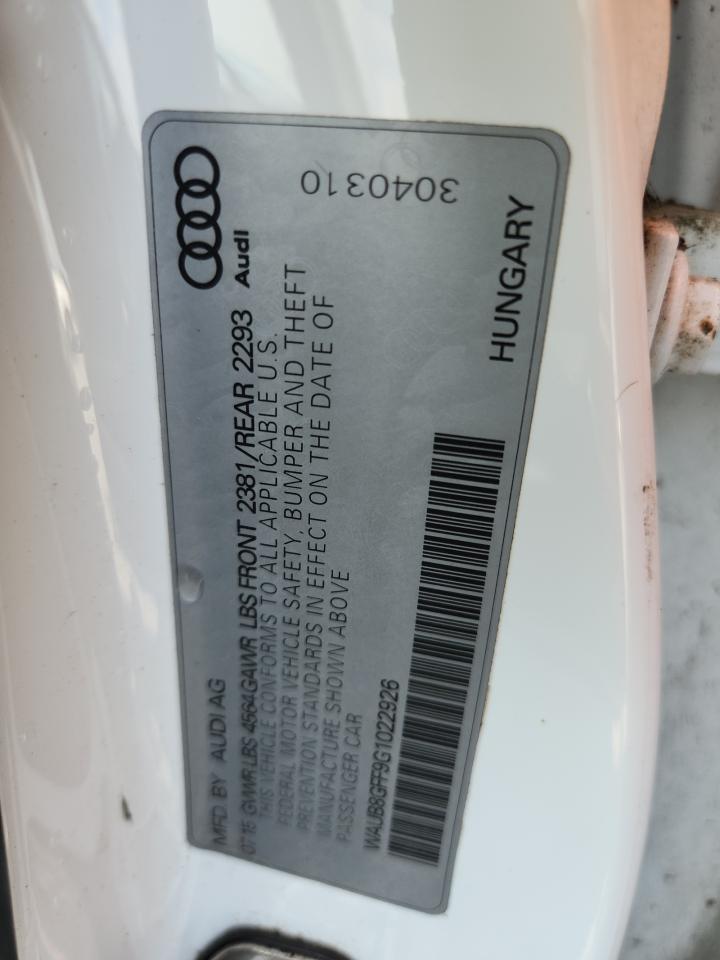 MFD. BY AUDI AG
07 15 GVWR LBS 4564 GAWR LBS FRONT 2381/REAR 2293
THIS VEHICLE CONFORMS TO ALL APPLICABLE U.S.
FEDERAL MOTOR VEHICLE SAFETY, BUMPER AND THEFT
PREVENTION STANDARDS IN EFFECT ON THE DATE OF
MANUFACTURE SHOWN ABOVE
PASSENGER CAR
WAUB8GFF9G1022926
Audi
3040310
HUNGARY